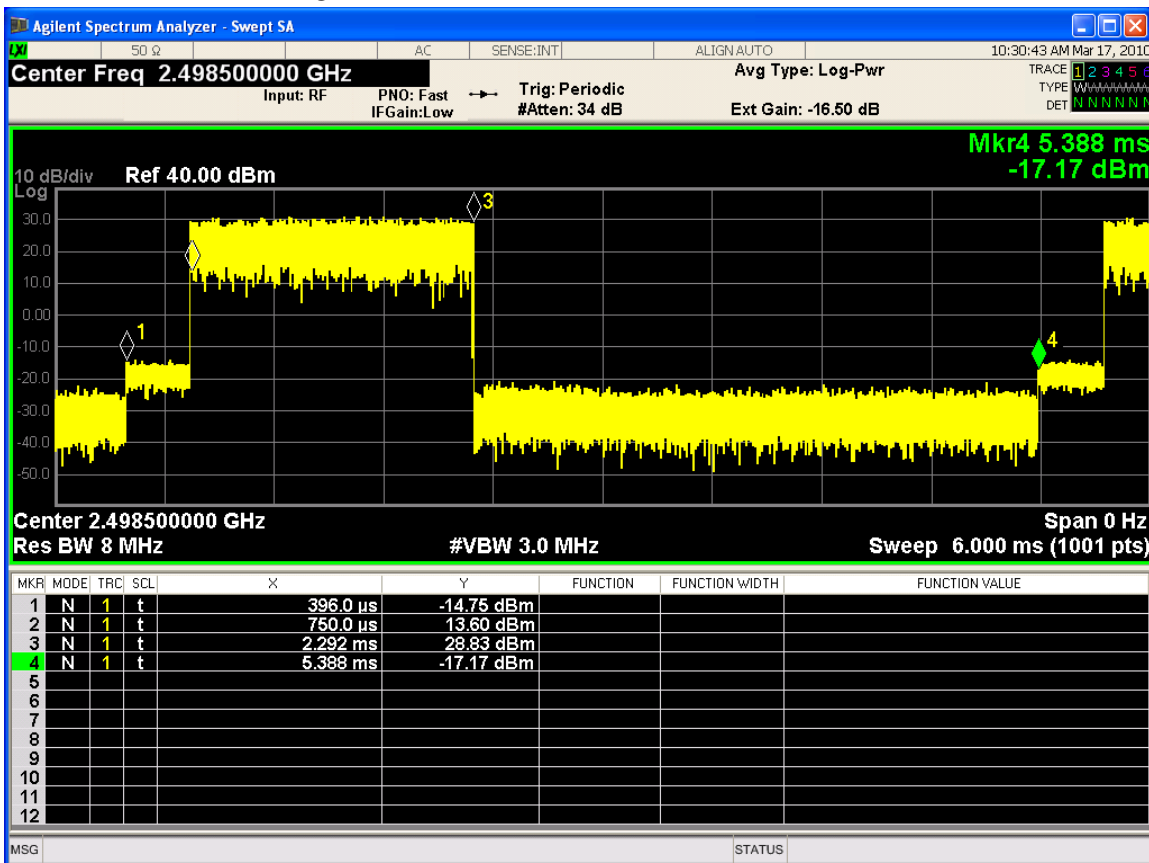 Agilent Spectrum Analyzer - Swept SA
LXI 50 Ω AC SENSE:INT ALIGN AUTO 10:30:43 AM Mar 17, 2010
Center Freq 2.498500000 GHz
Input: RF
PNO: Fast
IFGain:Low
Trig: Periodic
#Atten: 34 dB
Avg Type: Log-Pwr
Ext Gain: -16.50 dB
TRACE 1 2 3 4 5 6
TYPE W
DET N N N N N N
Mkr4 5.388 ms
-17.17 dBm
10 dB/div Ref 40.00 dBm
Log
30.0
20.0
10.0
0.00
-10.0
-20.0
-30.0
-40.0
-50.0
3
1
4
Center 2.498500000 GHz Span 0 Hz
Res BW 8 MHz #VBW 3.0 MHz Sweep 6.000 ms (1001 pts)
MKR MODE TRC SCL X Y FUNCTION FUNCTION WIDTH FUNCTION VALUE
1 N 1 t 396.0 µs -14.75 dBm
2 N 1 t 750.0 µs 13.60 dBm
3 N 1 t 2.292 ms 28.83 dBm
4 N 1 t 5.388 ms -17.17 dBm
5
6
7
8
9
10
11
12
MSG STATUS